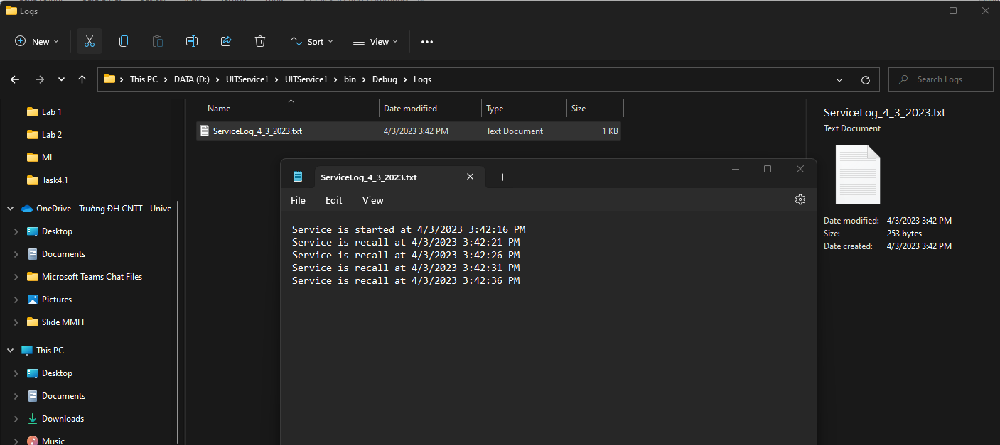 Logs
New
Sort
View
This PC > DATA (D:) > UITService1 > UITService1 > bin > Debug > Logs
Search Logs
Lab 1
Lab 2
ML
Task4.1
OneDrive - Trường ĐH CNTT - Unive
Desktop
Documents
Microsoft Teams Chat Files
Pictures
Slide MMH
This PC
Desktop
Documents
Downloads
Music
Name Date modified Type Size
ServiceLog_4_3_2023.txt 4/3/2023 3:42 PM Text Document 1 KB
ServiceLog_4_3_2023.txt
File Edit View
Service is started at 4/3/2023 3:42:16 PM
Service is recall at 4/3/2023 3:42:21 PM
Service is recall at 4/3/2023 3:42:26 PM
Service is recall at 4/3/2023 3:42:31 PM
Service is recall at 4/3/2023 3:42:36 PM
ServiceLog_4_3_2023.txt
Text Document
Date modified: 4/3/2023 3:42 PM
Size: 253 bytes
Date created: 4/3/2023 3:42 PM